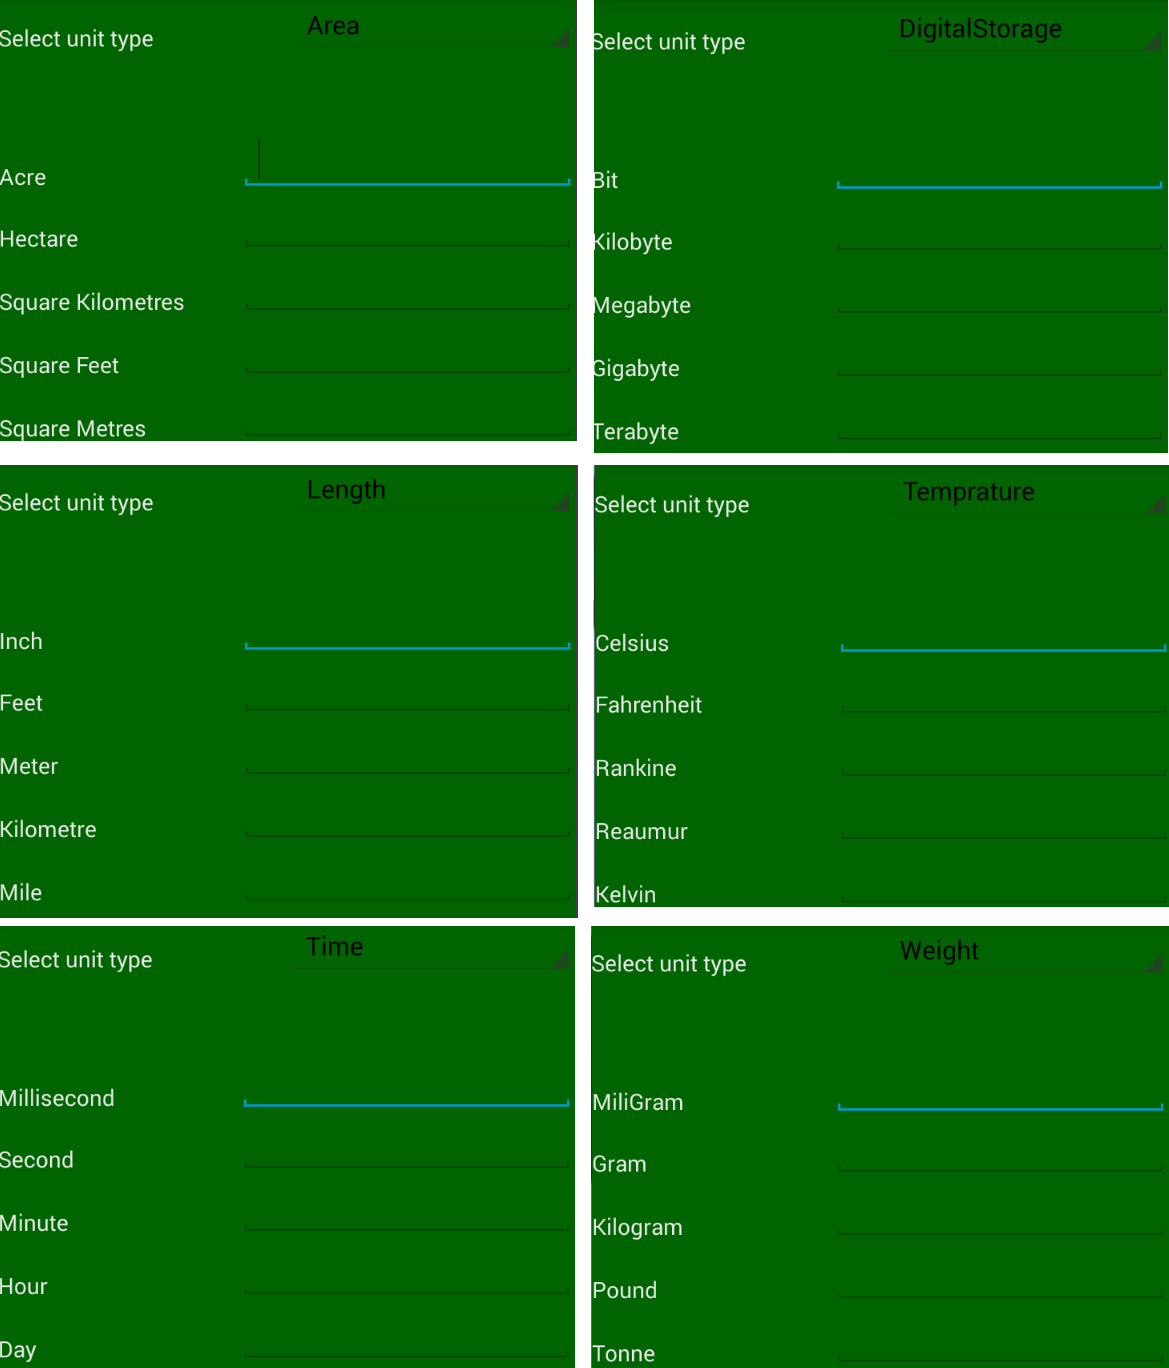 Select unit type Area
Acre
Hectare
Square Kilometres
Square Feet
Square Metres
Select unit type DigitalStorage
Bit
Kilobyte
Megabyte
Gigabyte
Terabyte
Select unit type Length
Inch
Feet
Meter
Kilometre
Mile
Select unit type Temprature
Celsius
Fahrenheit
Rankine
Reaumur
Kelvin
Select unit type Time
Millisecond
Second
Minute
Hour
Day
Select unit type Weight
MiliGram
Gram
Kilogram
Pound
Tonne